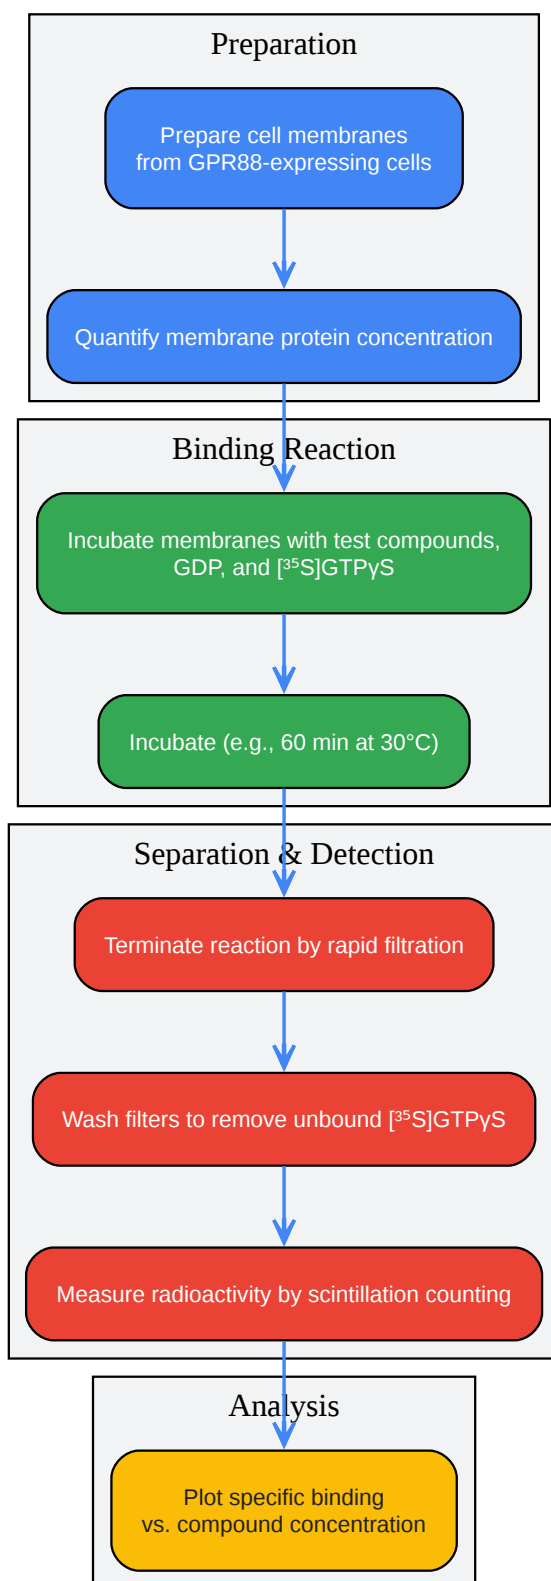 Preparation
Prepare cell membranes
from GPR88-expressing cells
Quantify membrane protein concentration
Binding Reaction
Incubate membranes with test compounds,
GDP, and [³⁵S]GTPγS
Incubate (e.g., 60 min at 30°C)
Separation & Detection
Terminate reaction by rapid filtration
Wash filters to remove unbound [³⁵S]GTPγS
Measure radioactivity by scintillation counting
Analysis
Plot specific binding
vs. compound concentration